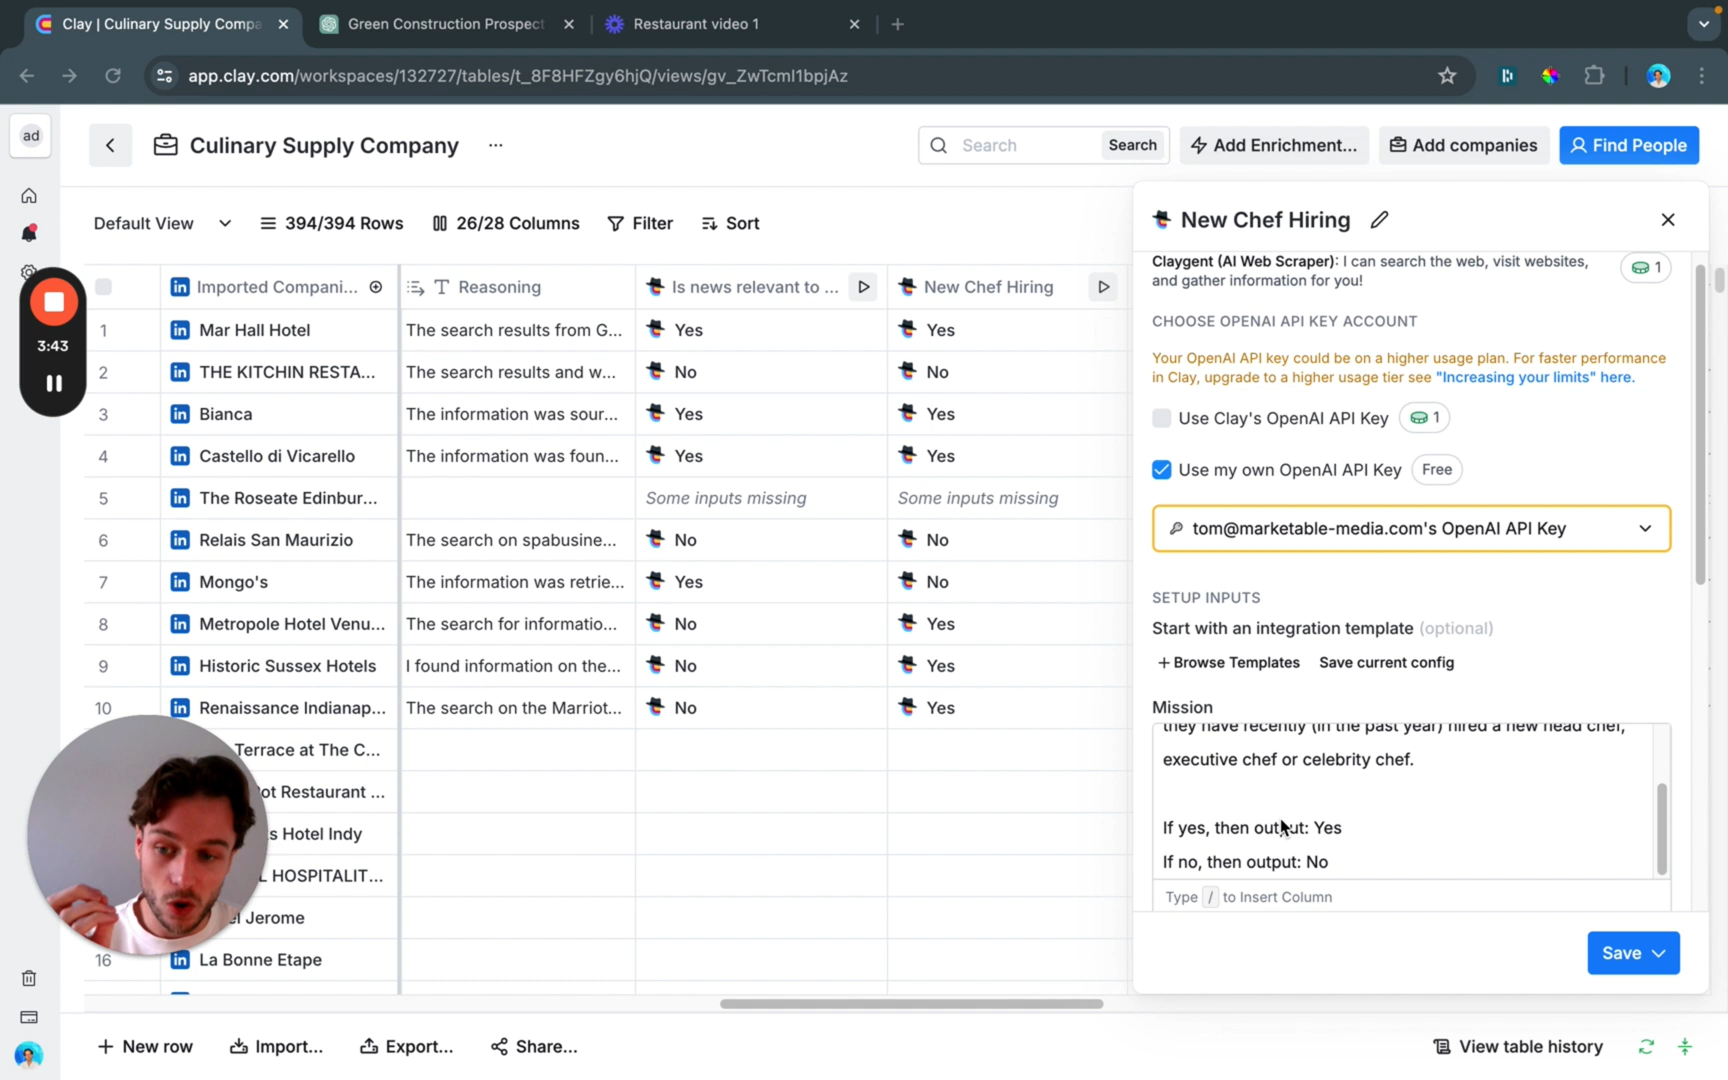 Clay | Culinary Supply Compa
Green Construction Prospect
Restaurant video 1
app.clay.com/workspaces/132727/tables/t_8F8HFZgy6hjQ/views/gv_ZwTcmI1bpjAz
ad
Culinary Supply Company
Search
Search
Add Enrichment...
Add companies
Find People
Default View
394/394 Rows
26/28 Columns
Filter
Sort
3:43
Imported Compani...
Reasoning
Is news relevant to ...
New Chef Hiring
1 Mar Hall Hotel The search results from G... Yes Yes
2 THE KITCHIN RESTA... The search results and w... No No
3 Bianca The information was sour... Yes Yes
4 Castello di Vicarello The information was foun... Yes Yes
5 The Roseate Edinbur... Some inputs missing Some inputs missing
6 Relais San Maurizio The search on spabusine... No No
7 Mongo's The information was retrie... Yes No
8 Metropole Hotel Venu... The search for informatio... No Yes
9 Historic Sussex Hotels I found information on the... No Yes
10 Renaissance Indianap... The search on the Marriot... No Yes
Terrace at The C...
ot Restaurant ...
s Hotel Indy
L HOSPITALIT...
el Jerome
16 La Bonne Etape
New Chef Hiring
Claygent (AI Web Scraper): I can search the web, visit websites,
and gather information for you!
1
CHOOSE OPENAI API KEY ACCOUNT
Your OpenAI API key could be on a higher usage plan. For faster performance
in Clay, upgrade to a higher usage tier see "Increasing your limits" here.
Use Clay's OpenAI API Key 1
Use my own OpenAI API Key Free
tom@marketable-media.com's OpenAI API Key
SETUP INPUTS
Start with an integration template (optional)
+ Browse Templates Save current config
Mission
they have recently (in the past year) hired a new head chef,
executive chef or celebrity chef.
If yes, then output: Yes
If no, then output: No
Type / to Insert Column
Save
+ New row
Import...
Export...
Share...
View table history